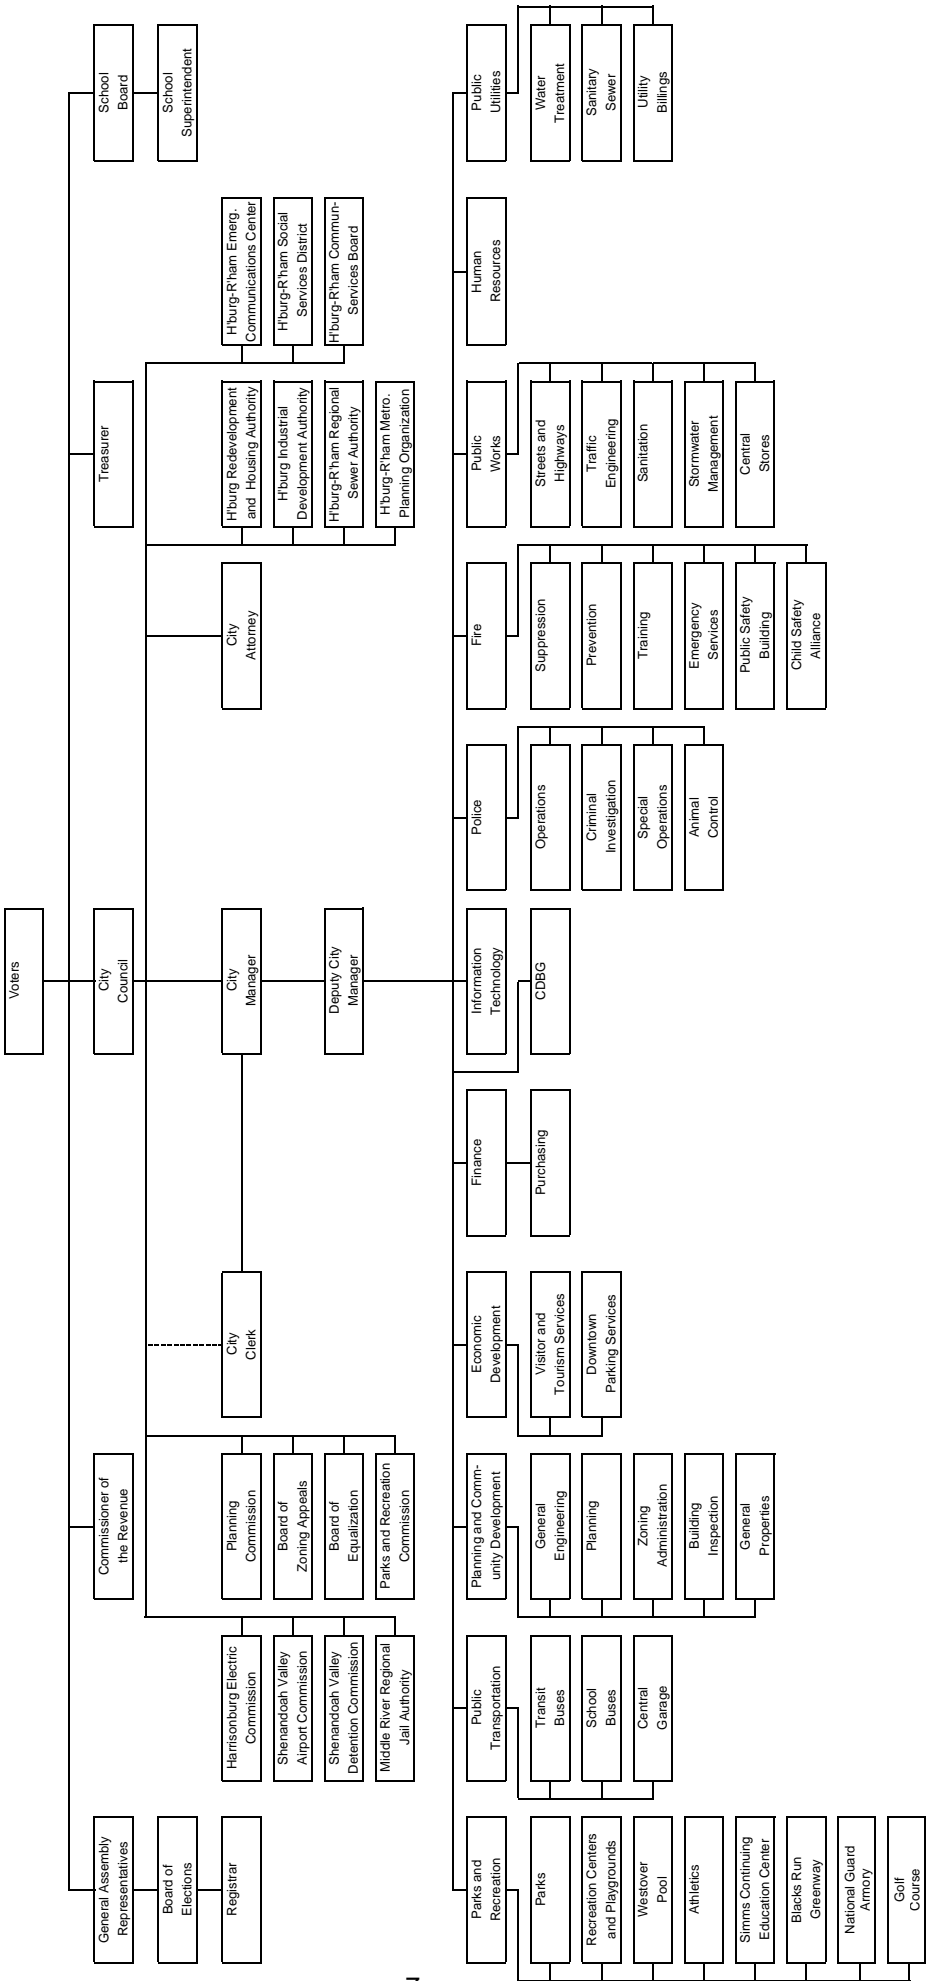 Voters
General Assembly
Representatives
Commissioner of
the Revenue
City
Council
Treasurer
School
Board
Board of
Elections
School
Superintendent
Registrar
Harrisonburg Electric
Commission
Shenandoah Valley
Airport Commission
Shenandoah Valley
Detention Commission
Middle River Regional
Jail Authority
Planning
Commission
Board of
Zoning Appeals
Board of
Equalization
Parks and Recreation
Commission
City
Clerk
City
Manager
Deputy City
Manager
City
Attorney
H'burg Redevelopment
and Housing Authority
H'burg Industrial
Development Authority
H'burg-R'ham Regional
Sewer Authority
H'burg-R'ham Metro.
Planning Organization
H'burg-R'ham Emerg.
Communications Center
H'burg-R'ham Social
Services District
H'burg-R'ham Commun-
Services Board
Parks and
Recreation
Parks
Recreation Centers
and Playgrounds
Westover
Pool
Athletics
Simms Continuing
Education Center
Blacks Run
Greenway
National Guard
Armory
Golf
Course
Public
Transportation
Transit
Buses
School
Buses
Central
Garage
Planning and Comm-
unity Development
General
Engineering
Planning
Zoning
Administration
Building
Inspection
General
Properties
Economic
Development
Visitor and
Tourism Services
Downtown
Parking Services
Finance
Purchasing
Information
Technology
CDBG
Police
Operations
Criminal
Investigation
Special
Operations
Animal
Control
Fire
Suppression
Prevention
Training
Emergency
Services
Public Safety
Building
Child Safety
Alliance
Public
Works
Streets and
Highways
Traffic
Engineering
Sanitation
Stormwater
Management
Central
Stores
Human
Resources
Public
Utilities
Water
Treatment
Sanitary
Sewer
Utility
Billings